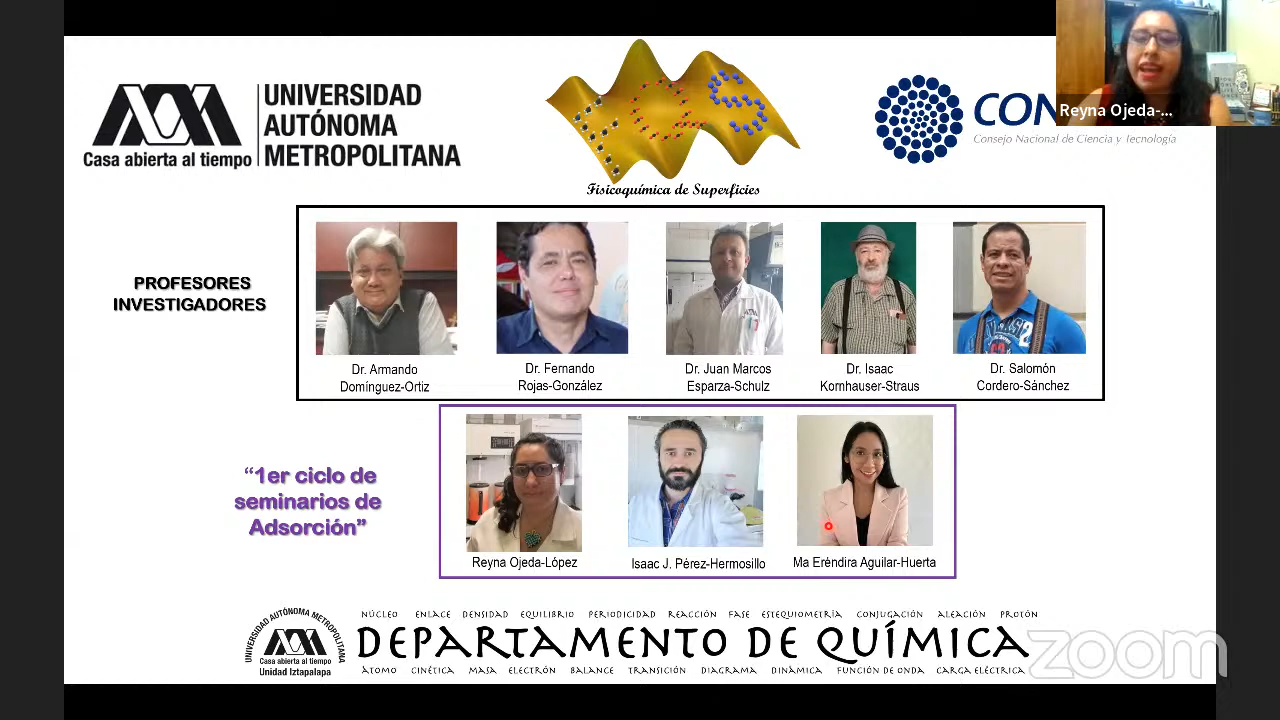 UNIVERSIDAD
AUTÓNOMA
METROPOLITANA
Casa abierta al tiempo
Fisicoquímica de Superficies
CON
Consejo Nacional de Ciencia y Tecnología
Reyna Ojeda-...
PROFESORES
INVESTIGADORES
Dr. Armando
Domínguez-Ortiz
Dr. Fernando
Rojas-González
Dr. Juan Marcos
Esparza-Schulz
Dr. Isaac
Kornhauser-Straus
Dr. Salomón
Cordero-Sánchez
“1er ciclo de
seminarios de
Adsorción”
Reyna Ojeda-López
Isaac J. Pérez-Hermosillo
Ma Eréndira Aguilar-Huerta
UNIVERSIDAD AUTÓNOMA METROPOLITANA
Casa abierta al tiempo
Unidad Iztapalapa
NÚCLEO ENLACE DENSIDAD EQUILIBRIO PERIODICIDAD REACCIÓN FASE ESTEQUIOMETRÍA CONJUGACIÓN ALEACIÓN PROTÓN
DEPARTAMENTO DE QUÍMICA
ÁTOMO CINÉTICA MASA ELECTRÓN BALANCE TRANSICIÓN DIAGRAMA DINÁMICA FUNCIÓN DE ONDA CARGA ELÉCTRICA
zoom